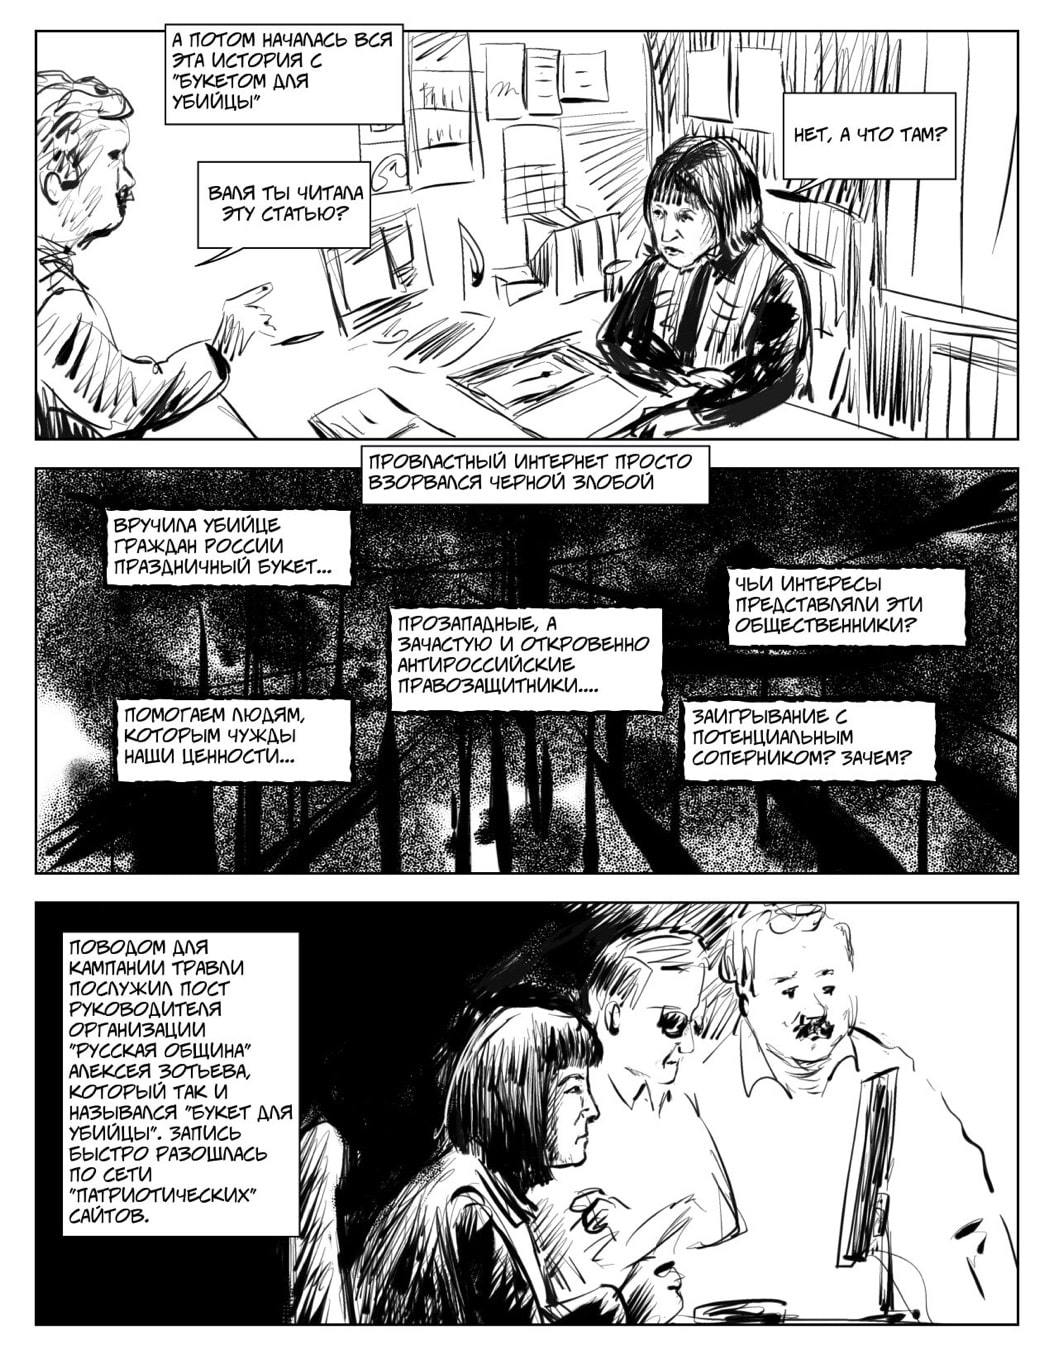 А ПОТОМ НАЧАЛАСЬ ВСЯ
ЭТА ИСТОРИЯ С
"БУКЕТОМ ДЛЯ
УБИЙЦЫ"
ВАЛЯ ТЫ ЧИТАЛА
ЭТУ СТАТЬЮ?
НЕТ, А ЧТО ТАМ?
ПРОВЛАСТНЫЙ ИНТЕРНЕТ ПРОСТО
ВЗОРВАЛСЯ ЧЕРНОЙ ЗЛОБОЙ
ВРУЧИЛА УБИЙЦЕ
ГРАЖДАН РОССИИ
ПРАЗДНИЧНЫЙ БУКЕТ...
ЧЬИ ИНТЕРЕСЫ
ПРЕДСТАВЛЯЛИ ЭТИ
ОБЩЕСТВЕННИКИ?
ПРОЗАПАДНЫЕ, А
ЗАЧАСТУЮ И ОТКРОВЕННО
АНТИРОССИЙСКИЕ
ПРАВОЗАЩИТНИКИ....
ПОМОГАЕМ ЛЮДЯМ,
КОТОРЫМ ЧУЖДЫ
НАШИ ЦЕННОСТИ...
ЗАИГРЫВАНИЕ С
ПОТЕНЦИАЛЬНЫМ
СОПЕРНИКОМ? ЗАЧЕМ?
ПОВОДОМ ДЛЯ
КАМПАНИИ ТРАВЛИ
ПОСЛУЖИЛ ПОСТ
РУКОВОДИТЕЛЯ
ОРГАНИЗАЦИИ
"РУССКАЯ ОБЩИНА"
АЛЕКСЕЯ ЗОТЬЕВА,
КОТОРЫЙ ТАК И
НАЗЫВАЛСЯ "БУКЕТ ДЛЯ
УБИЙЦЫ". ЗАПИСЬ
БЫСТРО РАЗОШЛАСЬ
ПО СЕТИ
"ПАТРИОТИЧЕСКИХ"
САЙТОВ.